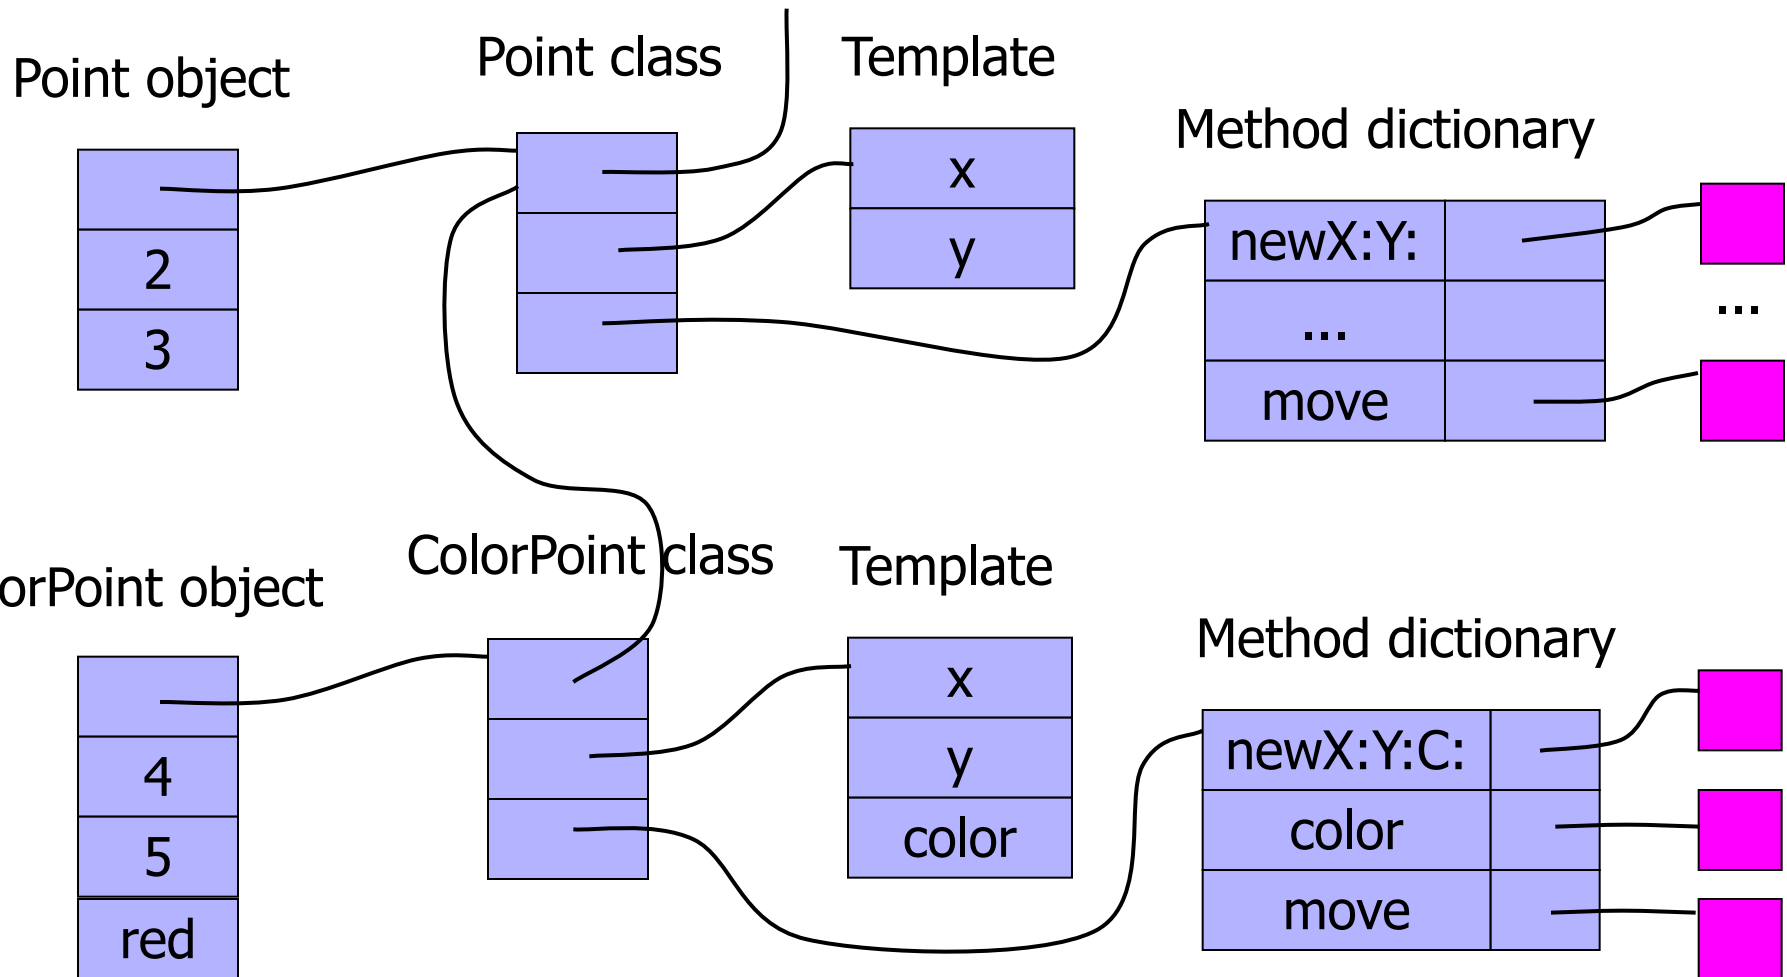 Point object
Point class
Template
Method dictionary
2
3
x
y
newX:Y:
...
move
...
orPoint object
ColorPoint class
Template
Method dictionary
4
5
red
x
y
color
newX:Y:C:
color
move